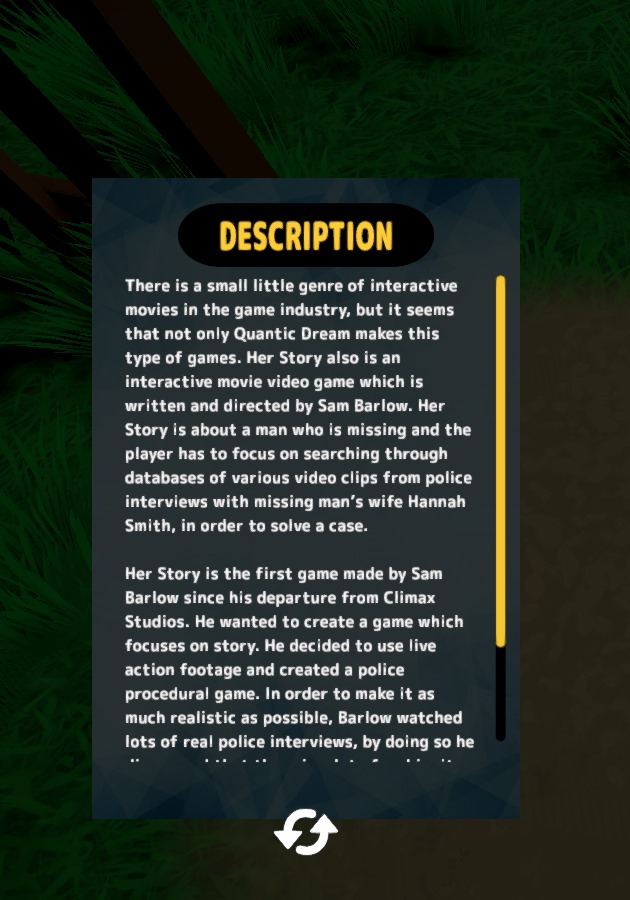 DESCRIPTION
There is a small little genre of interactive
movies in the game industry, but it seems
that not only Quantic Dream makes this
type of games. Her Story also is an
interactive movie video game which is
written and directed by Sam Barlow. Her
Story is about a man who is missing and the
player has to focus on searching through
databases of various video clips from police
interviews with missing man's wife Hannah
Smith, in order to solve a case.
Her Story is the first game made by Sam
Barlow since his departure from Climax
Studios. He wanted to create a game which
focuses on story. He decided to use live
action footage and created a police
procedural game. In order to make it as
much realistic as possible, Barlow watched
lots of real police interviews, by doing so he